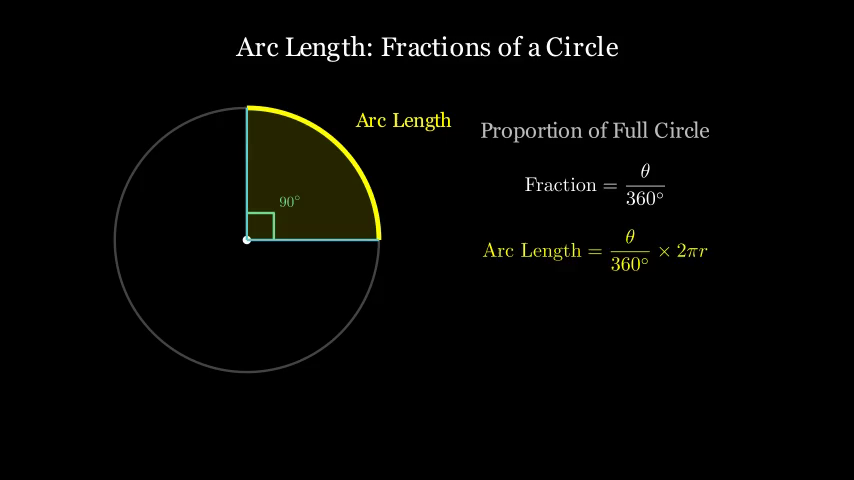 Arc Length: Fractions of a Circle
Arc Length
Proportion of Full Circle
90°
Fraction = θ/360°
Arc Length = θ/360° × 2πr